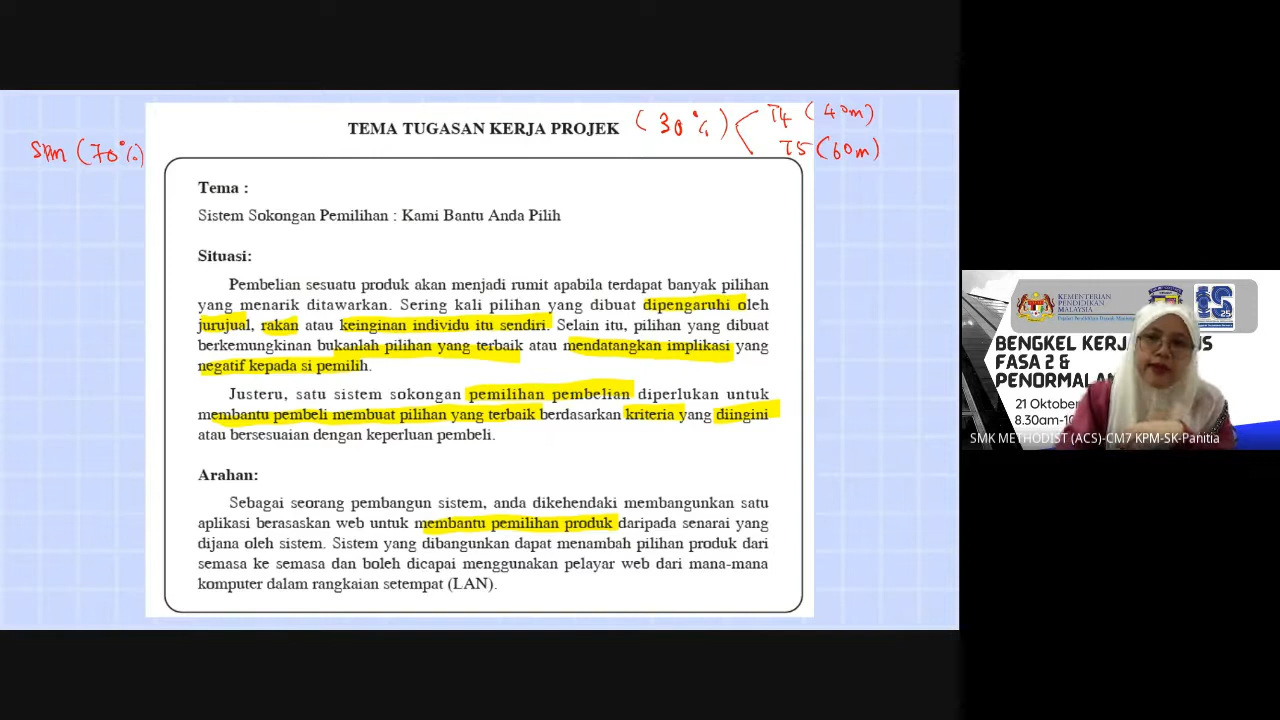 TEMA TUGASAN KERJA PROJEK (30%) T4 (40m)
T5 (60m)
SPM (70%)
Tema :
Sistem Sokongan Pemilihan : Kami Bantu Anda Pilih
Situasi:
Pembelian sesuatu produk akan menjadi rumit apabila terdapat banyak pilihan
yang menarik ditawarkan. Sering kali pilihan yang dibuat dipengaruhi oleh
jurujual, rakan atau keinginan individu itu sendiri. Selain itu, pilihan yang dibuat
berkemungkinan bukanlah pilihan yang terbaik atau mendatangkan implikasi yang
negatif kepada si pemilih.
Justeru, satu sistem sokongan pemilihan pembelian diperlukan untuk
membantu pembeli membuat pilihan yang terbaik berdasarkan kriteria yang diingini
atau bersesuaian dengan keperluan pembeli.
Arahan:
Sebagai seorang pembangun sistem, anda dikehendaki membangunkan satu
aplikasi berasaskan web untuk membantu pemilihan produk daripada senarai yang
dijana oleh sistem. Sistem yang dibangunkan dapat menambah pilihan produk dari
semasa ke semasa dan boleh dicapai menggunakan pelayar web dari mana-mana
komputer dalam rangkaian setempat (LAN).
KEMENTERIAN
PENDIDIKAN
MALAYSIA
25
BENGKEL KERJA
FASA 2 &
PENORMALA
21 Oktober
8.30am-1
SMK METHODIST (ACS)-CM7 KPM-SK-Panitia